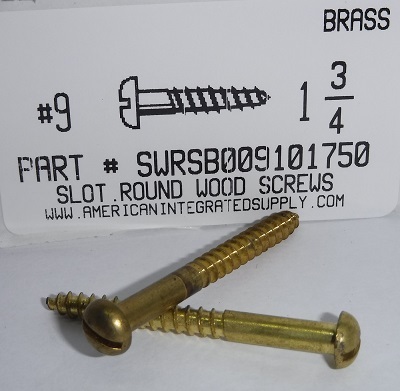 BRASS
#9 1 3/4
PART # SWRSB009101750
SLOT.ROUND WOOD SCREWS
WWW.AMERICANINTEGRATEDSUPPLY.COM